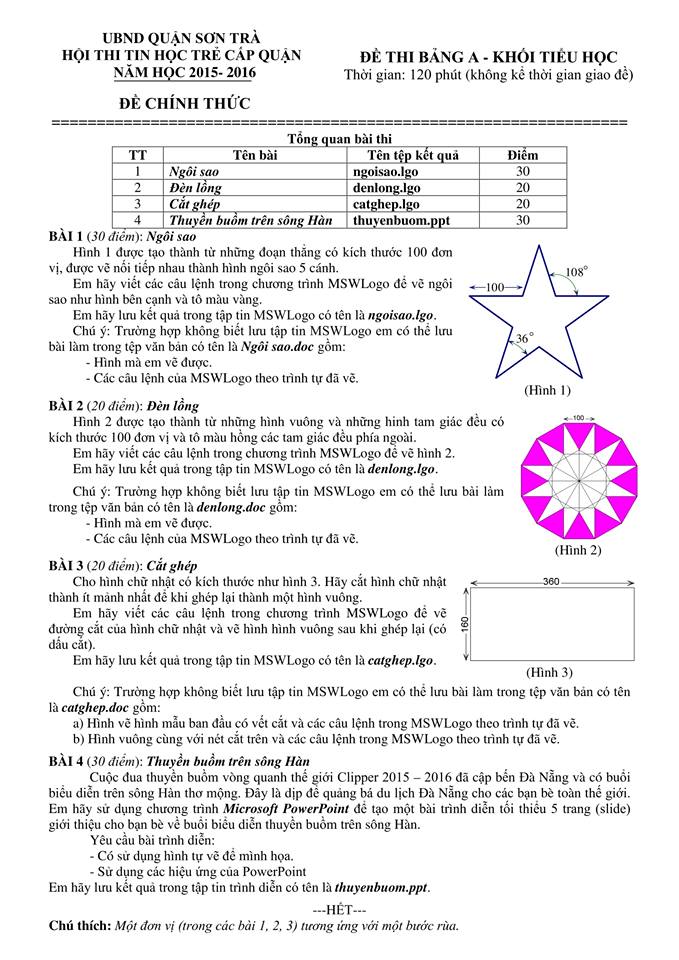 UBND QUẬN SƠN TRÀ
HỘI THI TIN HỌC TRẺ CẤP QUẬN
NĂM HỌC 2015- 2016
ĐỀ CHÍNH THỨC
ĐỀ THI BẢNG A - KHỐI TIỂU HỌC
Thời gian: 120 phút (không kể thời gian giao đề)
================================================================
Tổng quan bài thi
TT Tên bài Tên tệp kết quả Điểm
1 Ngôi sao ngoisao.lgo 30
2 Đèn lồng denlong.lgo 20
3 Cắt ghép catghep.lgo 20
4 Thuyền buồm trên sông Hàn thuyenbuom.ppt 30
BÀI 1 (30 điểm): Ngôi sao
Hình 1 được tạo thành từ những đoạn thẳng có kích thước 100 đơn
vị, được vẽ nối tiếp nhau thành hình ngôi sao 5 cánh.
Em hãy viết các câu lệnh trong chương trình MSWLogo để vẽ ngôi
sao như hình bên cạnh và tô màu vàng.
Em hãy lưu kết quả trong tập tin MSWLogo có tên là ngoisao.lgo.
Chú ý: Trường hợp không biết lưu tập tin MSWLogo em có thể lưu
bài làm trong tệp văn bản có tên là Ngôi sao.doc gồm:
- Hình mà em vẽ được.
- Các câu lệnh của MSWLogo theo trình tự đã vẽ.
108°
100
36°
(Hình 1)
BÀI 2 (20 điểm): Đèn lồng
Hình 2 được tạo thành từ những hình vuông và những hinh tam giác đều có
kích thước 100 đơn vị và tô màu hồng các tam giác đều phía ngoài.
Em hãy viết các câu lệnh trong chương trình MSWLogo để vẽ hình 2.
Em hãy lưu kết quả trong tập tin MSWLogo có tên là denlong.lgo.
Chú ý: Trường hợp không biết lưu tập tin MSWLogo em có thể lưu bài làm
trong tệp văn bản có tên là denlong.doc gồm:
- Hình mà em vẽ được.
- Các câu lệnh của MSWLogo theo trình tự đã vẽ.
100
(Hình 2)
BÀI 3 (20 điểm): Cắt ghép
Cho hình chữ nhật có kích thước như hình 3. Hãy cắt hình chữ nhật
thành ít mảnh nhất để khi ghép lại thành một hình vuông.
Em hãy viết các câu lệnh trong chương trình MSWLogo để vẽ
đường cắt của hình chữ nhật và vẽ hình hình vuông sau khi ghép lại (có
dấu cắt).
Em hãy lưu kết quả trong tập tin MSWLogo có tên là catghep.lgo.
360
160
(Hình 3)
Chú ý: Trường hợp không biết lưu tập tin MSWLogo em có thể lưu bài làm trong tệp văn bản có tên
là catghep.doc gồm:
a) Hình vẽ hình mẫu ban đầu có vết cắt và các câu lệnh trong MSWLogo theo trình tự đã vẽ.
b) Hình vuông cùng với nét cắt trên và các câu lệnh trong MSWLogo theo trình tự đã vẽ.
BÀI 4 (30 điểm): Thuyền buồm trên sông Hàn
Cuộc đua thuyền buồm vòng quanh thế giới Clipper 2015 – 2016 đã cập bến Đà Nẵng và có buổi
biểu diễn trên sông Hàn thơ mộng. Đây là dịp để quảng bá du lịch Đà Nẵng cho các bạn bè toàn thế giới.
Em hãy sử dụng chương trình Microsoft PowerPoint để tạo một bài trình diễn tối thiểu 5 trang (slide)
giới thiệu cho bạn bè về buổi biểu diễn thuyền buồm trên sông Hàn.
Yêu cầu bài trình diễn:
- Có sử dụng hình tự vẽ để minh họa.
- Sử dụng các hiệu ứng của PowerPoint
Em hãy lưu kết quả trong tập tin trình diễn có tên là thuyenbuom.ppt.
---HẾT---
Chú thích: Một đơn vị (trong các bài 1, 2, 3) tương ứng với một bước rùa.